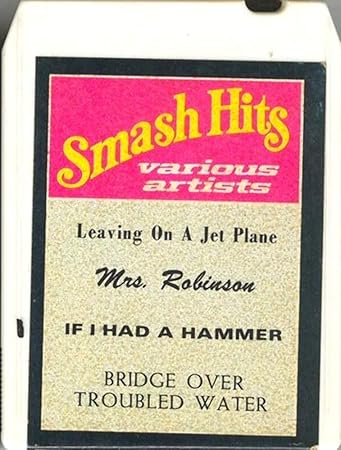 Smash Hits
various
artists
Leaving On A Jet Plane
Mrs. Robinson
IF I HAD A HAMMER
BRIDGE OVER
TROUBLED WATER